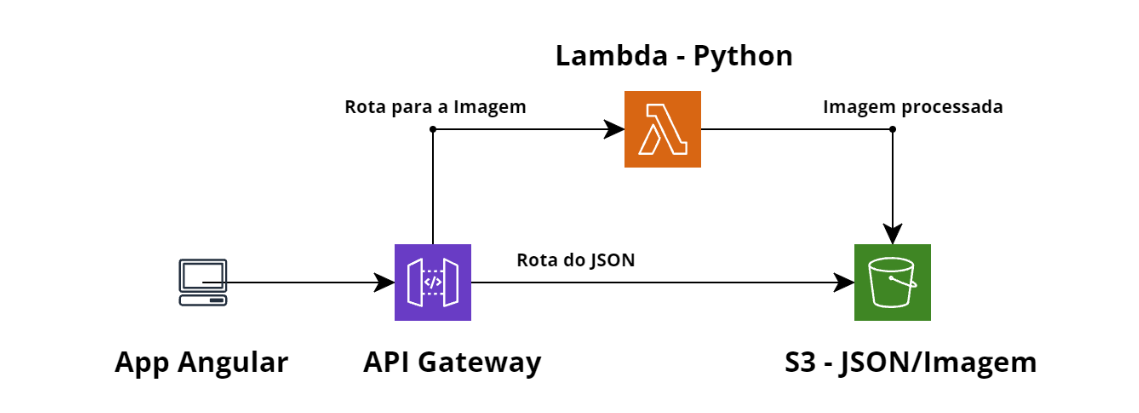 Lambda - Python
Rota para a Imagem
Imagem processada
Rota do JSON
</>
App Angular
API Gateway
S3 - JSON/Imagem